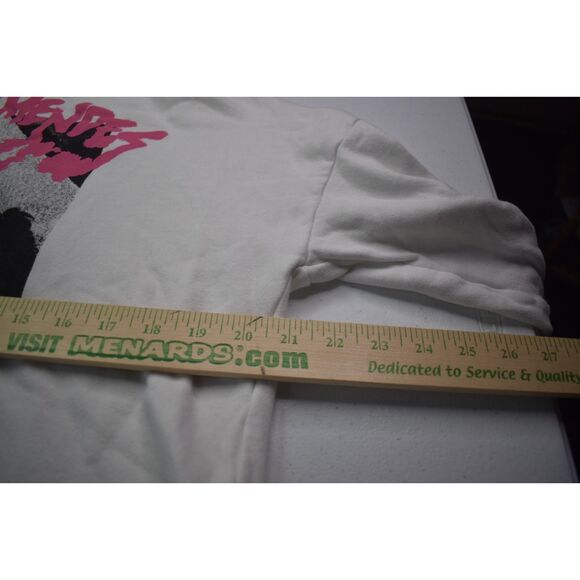 MENDES
15 16 17 18 19 20 21 22 23 24 25 26 27
VISIT MENARDS.com
Dedicated to Service & Quality